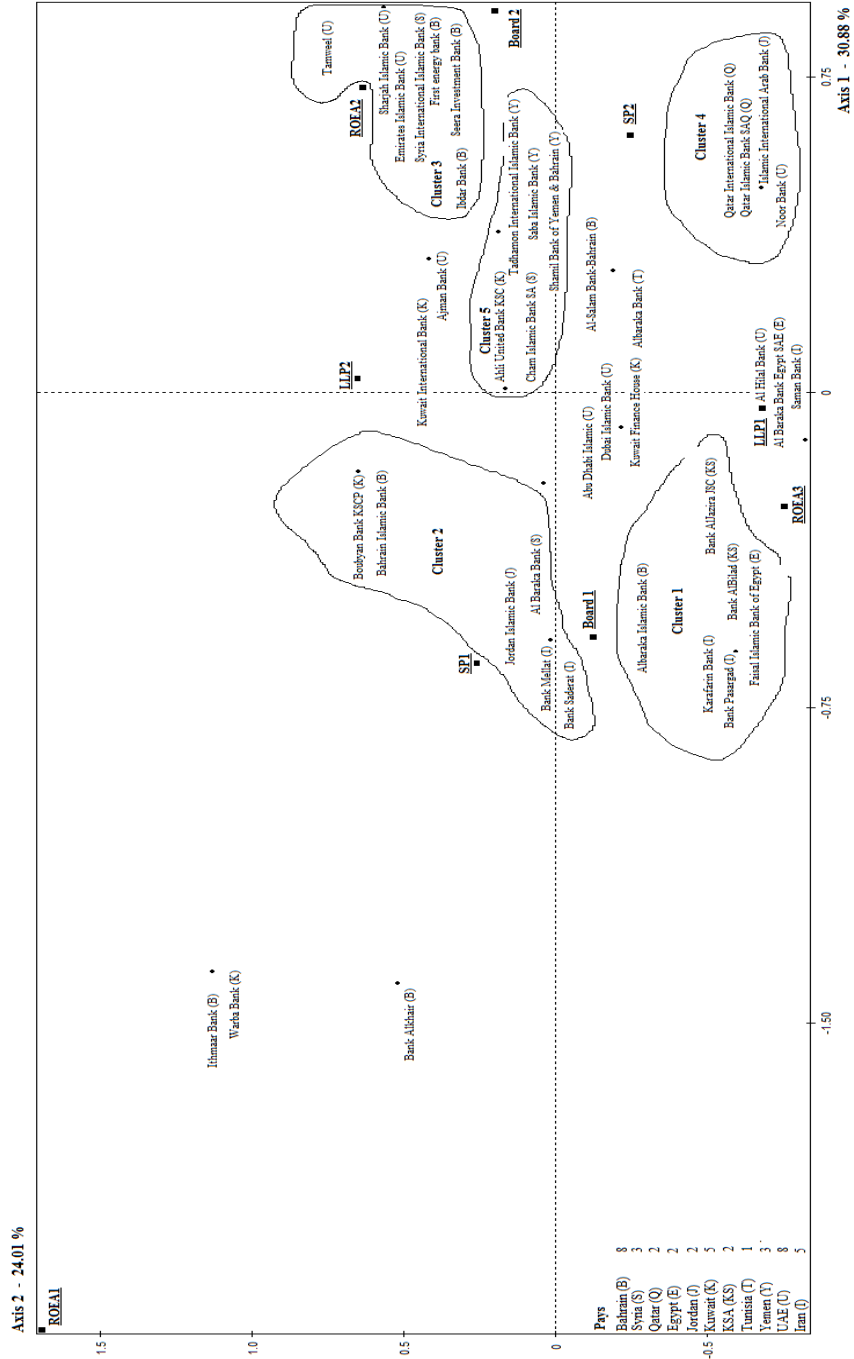 Axis 2 - 24.01 %
ROEA1
1.5
1.0
0.5
0
-0.5
Ithmaar Bank (B)
Warba Bank (K)
Bank Alkhair (B)
Pays
Bahrain (B) 8
Syria (S) 3
Qatar (Q) 2
Egypt (E) 2
Jordan (J) 2
Kuwait (K) 5
KSA (KS) 2
Tunisia (T) 1
Yemen (Y) 3
UAE (U) 8
Iran (I) 5
-1.50
-0.75
0
0.75
Axis 1 - 30.88 %
Boubyan Bank KSCP (K)
Bahrain Islamic Bank (B)
Cluster 2
SP1
Jordan Islamic Bank (J)
Al Baraka Bank (S)
Bank Mellat (I)
Bank Saderat (I)
Board 1
Albaraka Islamic Bank (B)
Cluster 1
Karafarin Bank (I)
Bank AlJazira JSC (KS)
Bank Pasargad (I)
Bank AlBilad (KS)
Faisal Islamic Bank of Egypt (E)
ROEA3
LLP2
Kuwait International Bank (K)
Ajman Bank (U)
Cluster 5
Ahli United Bank KSC (K)
Tadhamon International Islamic Bank (Y)
Cham Islamic Bank SA (S)
Saba Islamic Bank (Y)
Shamil Bank of Yemen & Bahrain (Y)
Abu Dhabi Islamic (U)
Al-Salam Bank-Bahrain (B)
Dubai Islamic Bank (U)
Kuwait Finance House (K)
Albaraka Bank (T)
LLP1
Al Hilal Bank (U)
Al Baraka Bank Egypt SAE (E)
Saman Bank (I)
Tamweel (U)
ROEA2
Sharjah Islamic Bank (U)
Emirates Islamic Bank (U)
Syria International Islamic Bank (S)
First energy bank (B)
Cluster 3
Seera Investment Bank (B)
Ibdar Bank (B)
Board 2
SP2
Cluster 4
Qatar International Islamic Bank (Q)
Qatar Islamic Bank SAQ (Q)
Islamic International Arab Bank (J)
Noor Bank (U)